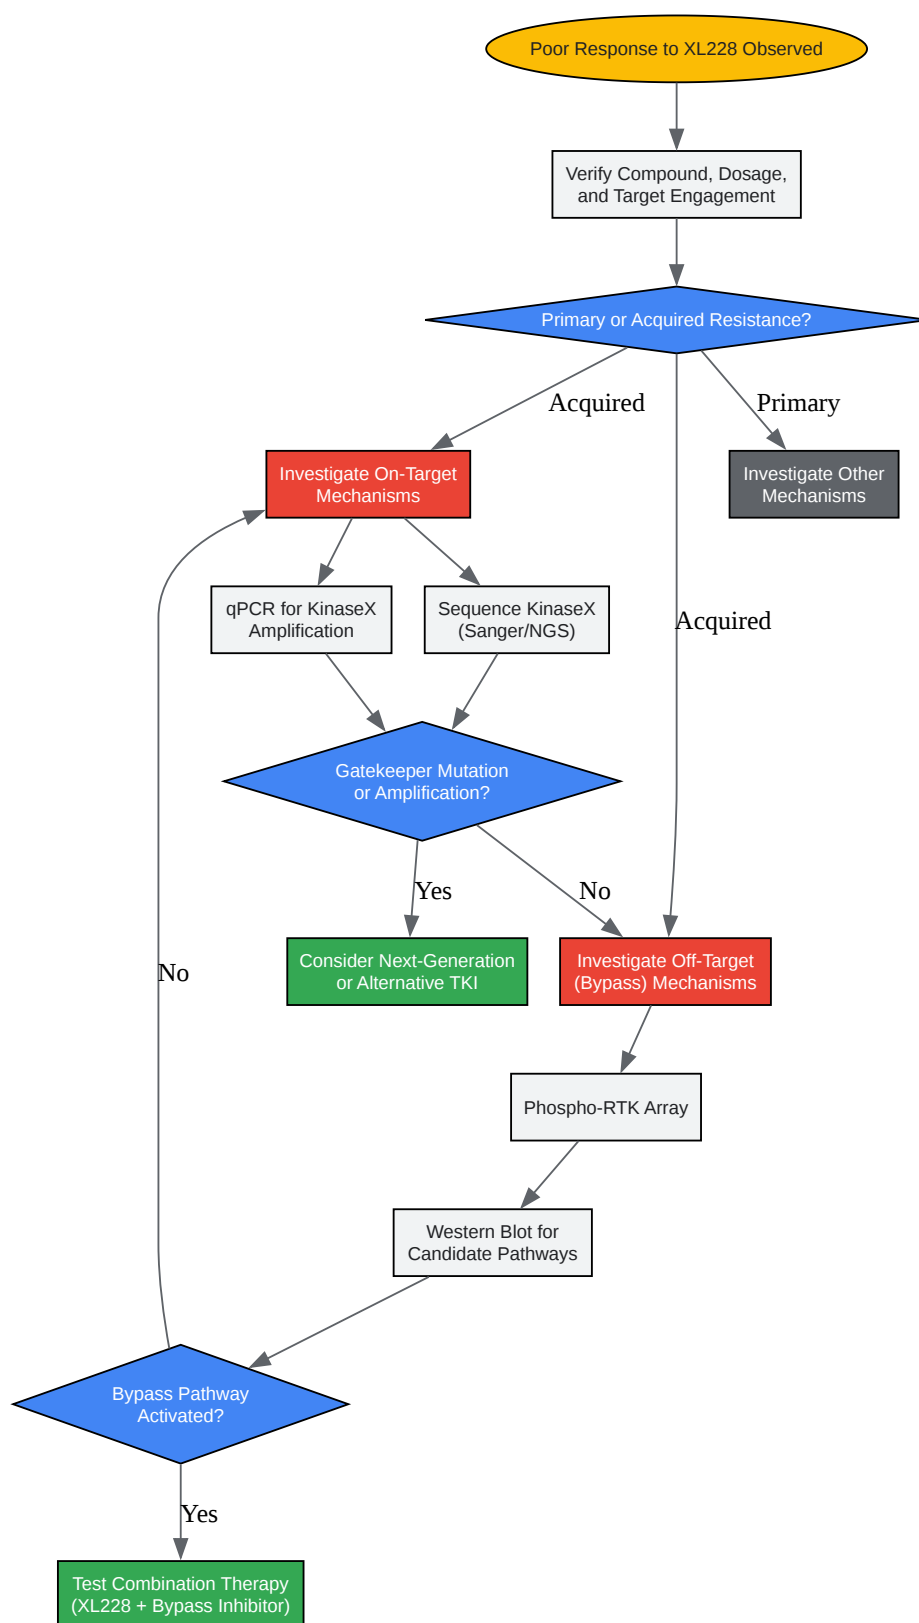 Poor Response to XL228 Observed
Verify Compound, Dosage,
and Target Engagement
Primary or Acquired Resistance?
Acquired
Primary
Investigate On-Target
Mechanisms
Investigate Other
Mechanisms
qPCR for KinaseX
Amplification
Sequence KinaseX
(Sanger/NGS)
Acquired
Gatekeeper Mutation
or Amplification?
Yes
No
Consider Next-Generation
or Alternative TKI
Investigate Off-Target
(Bypass) Mechanisms
No
Phospho-RTK Array
Western Blot for
Candidate Pathways
Bypass Pathway
Activated?
Yes
Test Combination Therapy
(XL228 + Bypass Inhibitor)